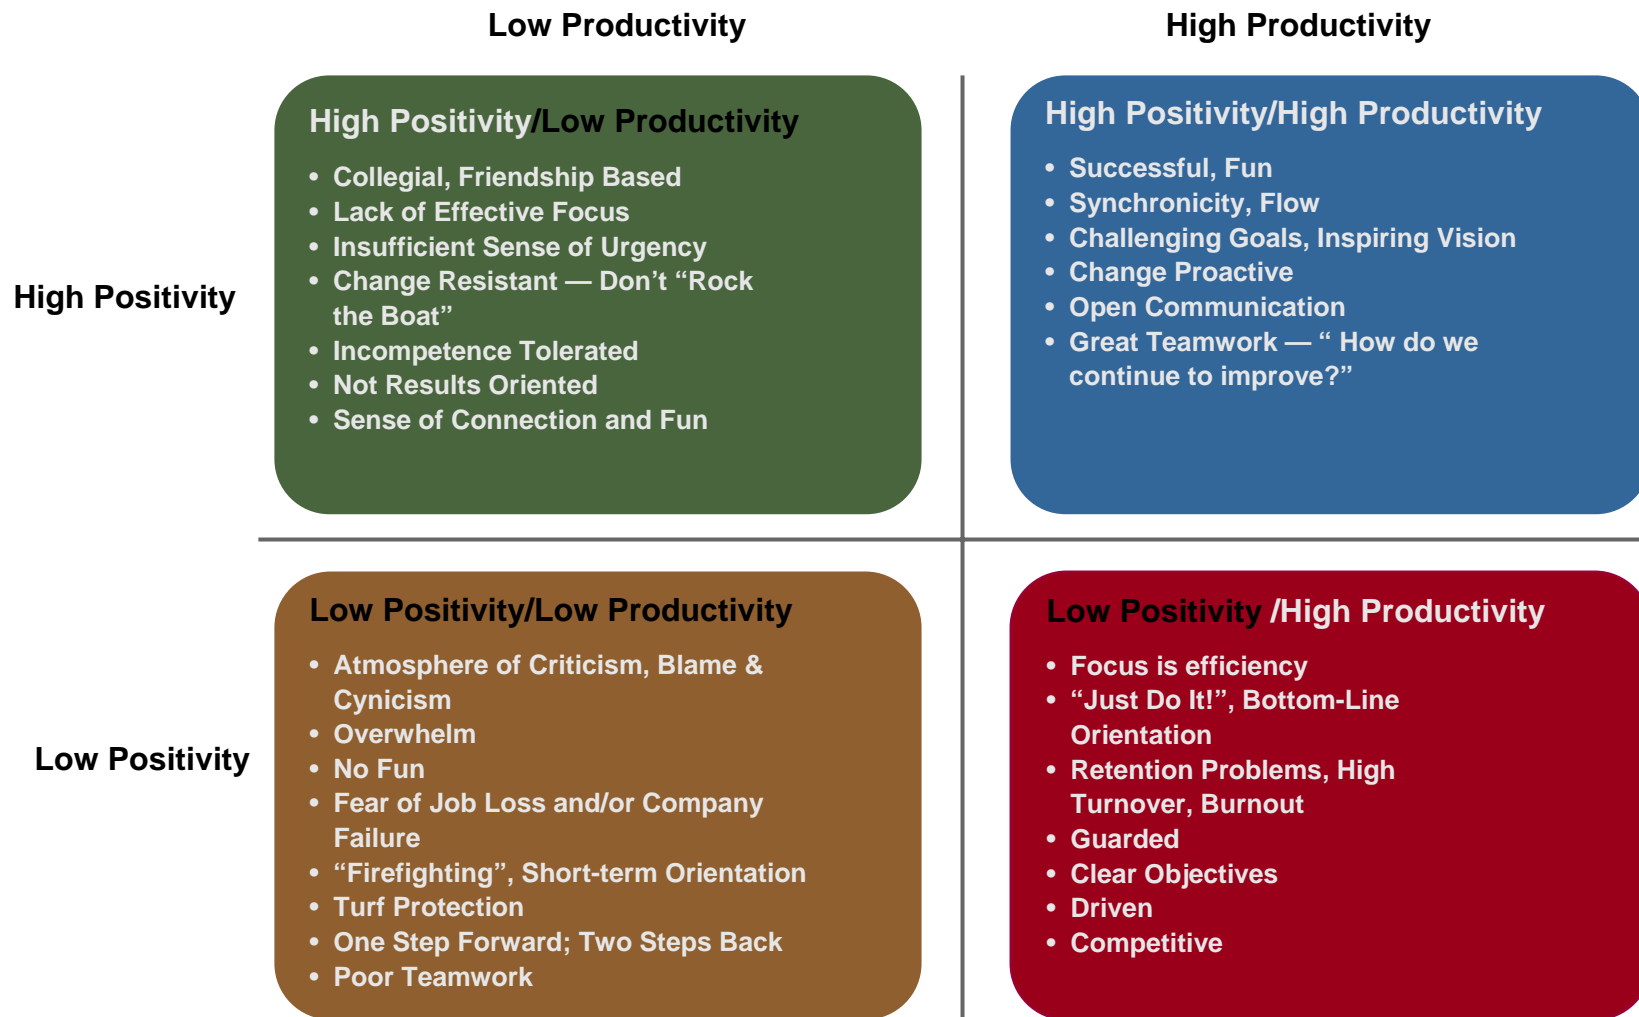 Low Productivity
High Productivity
High Positivity
High Positivity/Low Productivity
• Collegial, Friendship Based
• Lack of Effective Focus
• Insufficient Sense of Urgency
• Change Resistant — Don’t “Rock
the Boat”
• Incompetence Tolerated
• Not Results Oriented
• Sense of Connection and Fun
High Positivity/High Productivity
• Successful, Fun
• Synchronicity, Flow
• Challenging Goals, Inspiring Vision
• Change Proactive
• Open Communication
• Great Teamwork — “ How do we
continue to improve?”
Low Positivity
Low Positivity/Low Productivity
• Atmosphere of Criticism, Blame &
Cynicism
• Overwhelm
• No Fun
• Fear of Job Loss and/or Company
Failure
• “Firefighting”, Short-term Orientation
• Turf Protection
• One Step Forward; Two Steps Back
• Poor Teamwork
Low Positivity /High Productivity
• Focus is efficiency
• “Just Do It!”, Bottom-Line
Orientation
• Retention Problems, High
Turnover, Burnout
• Guarded
• Clear Objectives
• Driven
• Competitive